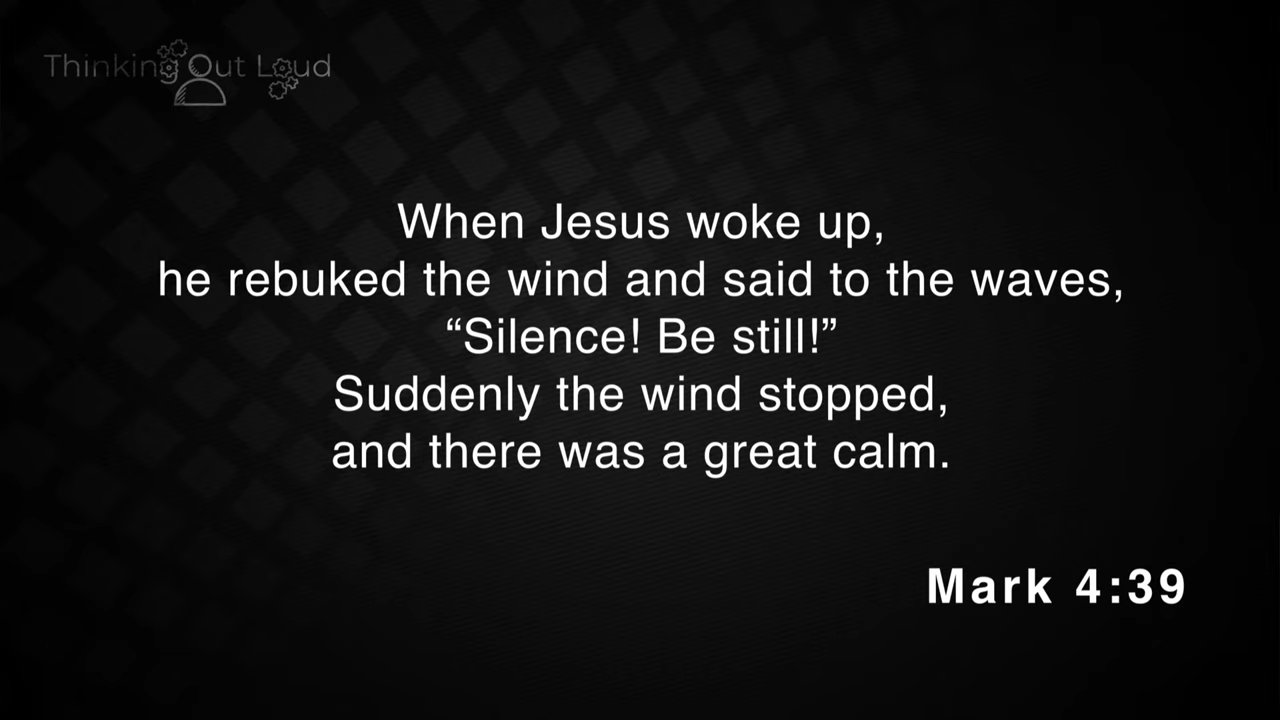 Thinking Out Loud
When Jesus woke up,
he rebuked the wind and said to the waves,
“Silence! Be still!”
Suddenly the wind stopped,
and there was a great calm.
Mark 4:39